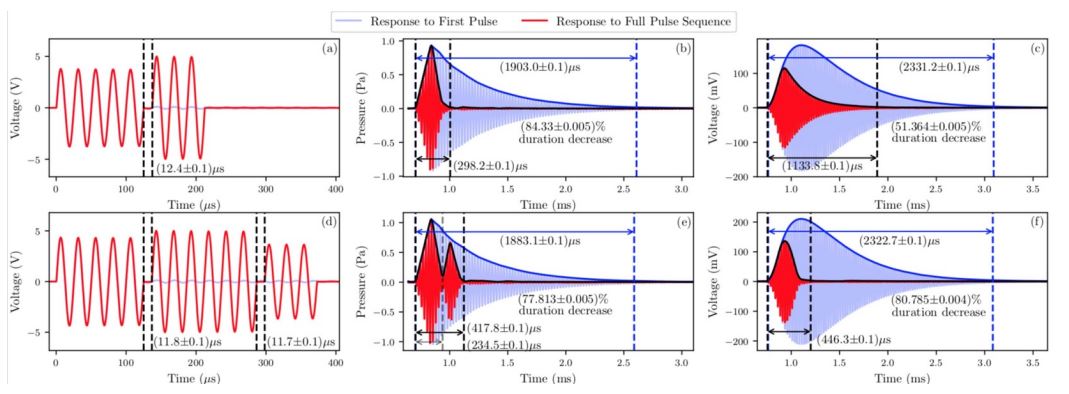 Response to First Pulse Response to Full Pulse Sequence
(a)
Voltage (V)
5
0
−5
(12.4±0.1)μs
0 100 200 300 400
Time (μs)
(b)
Pressure (Pa)
1.0
0.5
0.0
−0.5
−1.0
(1903.0±0.1)μs
(84.33±0.005)%
duration decrease
(298.2±0.1)μs
1.0 1.5 2.0 2.5 3.0
Time (ms)
(c)
Voltage (mV)
100
0
−100
−200
(2331.2±0.1)μs
(51.364±0.005)%
duration decrease
(1133.8±0.1)μs
1.0 1.5 2.0 2.5 3.0 3.5
Time (ms)
(d)
Voltage (V)
5
0
−5
(11.8±0.1)μs
(11.7±0.1)μs
0 100 200 300 400
Time (μs)
(e)
Pressure (Pa)
1.0
0.5
0.0
−0.5
−1.0
(1883.1±0.1)μs
(77.813±0.005)%
duration decrease
(417.8±0.1)μs
(234.5±0.1)μs
1.0 1.5 2.0 2.5 3.0
Time (ms)
(f)
Voltage (mV)
200
100
0
−100
−200
(2322.7±0.1)μs
(80.785±0.004)%
duration decrease
(446.3±0.1)μs
1.0 1.5 2.0 2.5 3.0 3.5
Time (ms)